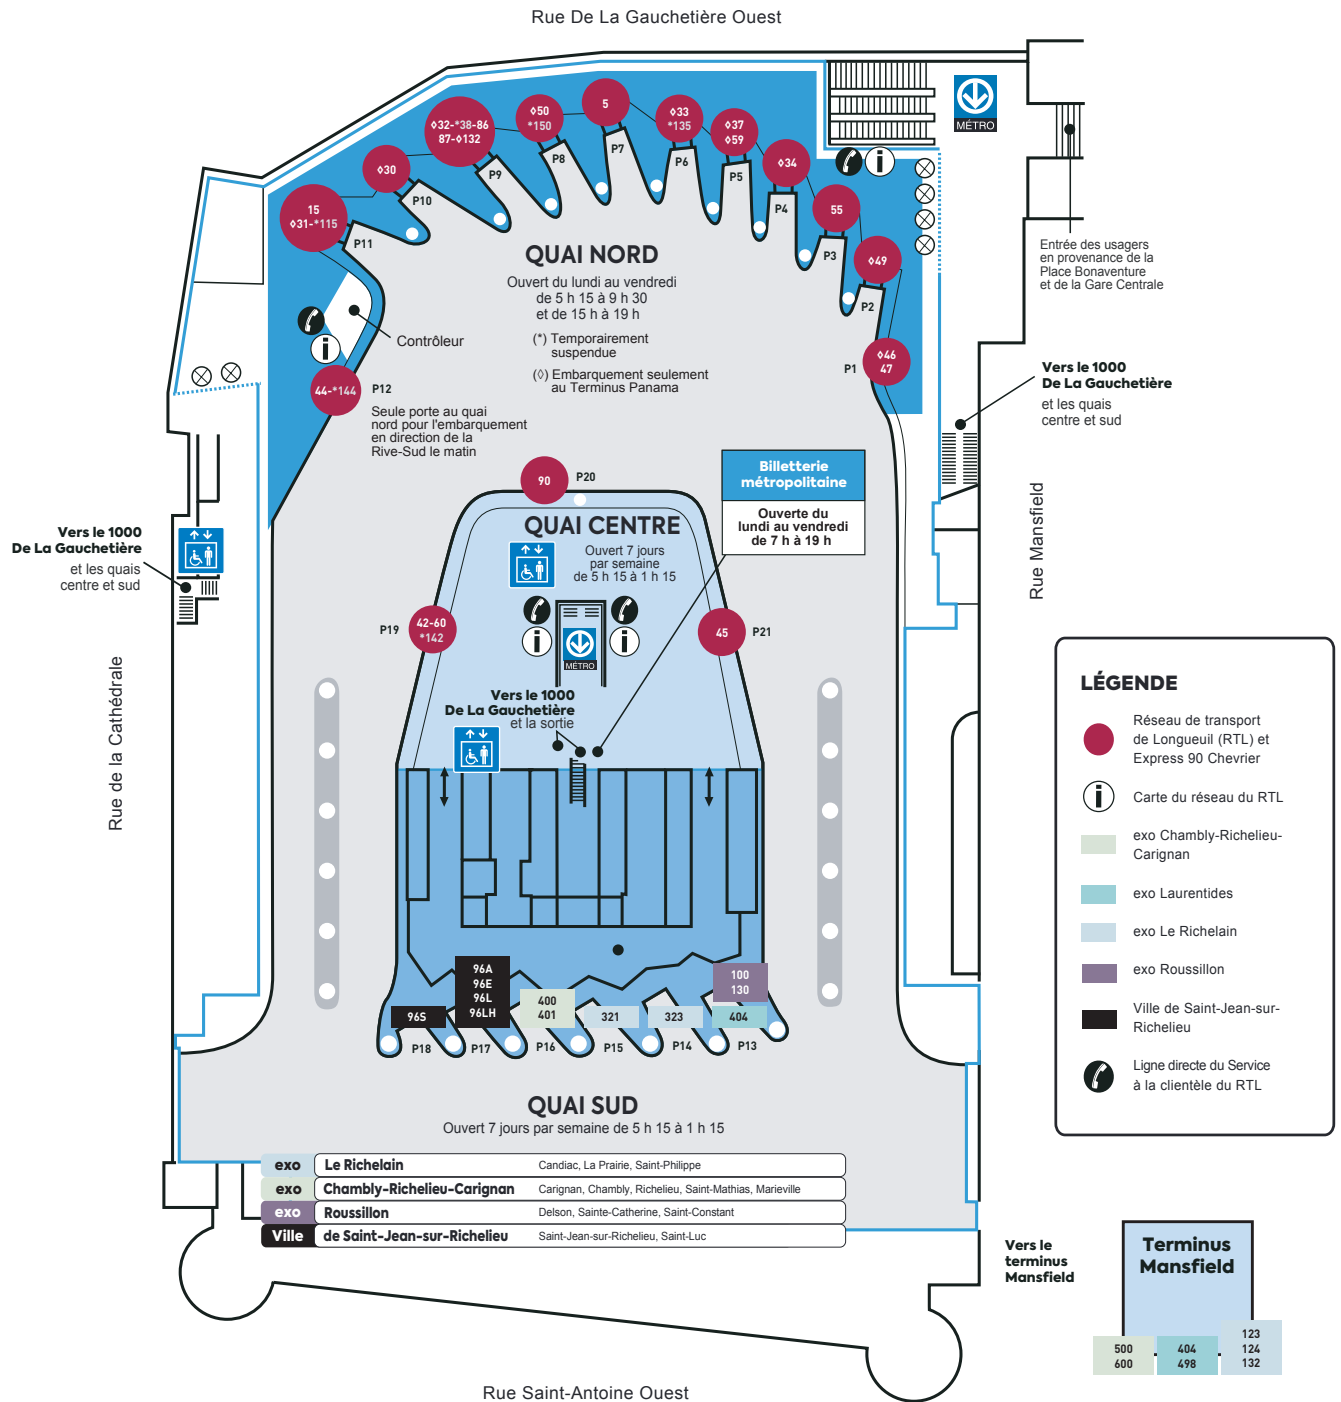 Rue De La Gauchetière Ouest
5
◊50
*150
◊33
*135
◊32-*38-86
87-◊132
◊37
◊59
◊30
◊34
15
◊31-*115
55
◊49
◊46
47
44-*144
P7
P8
P6
P9
P5
P10
P4
P11
P3
P2
P1
P12
MÉTRO
Entrée des usagers
en provenance de la
Place Bonaventure
et de la Gare Centrale
QUAI NORD
Ouvert du lundi au vendredi
de 5 h 15 à 9 h 30
et de 15 h à 19 h
(*) Temporairement
suspendue
(◊) Embarquement seulement
au Terminus Panama
Contrôleur
Seule porte au quai
nord pour l'embarquement
en direction de la
Rive-Sud le matin
Vers le 1000
De La Gauchetière
et les quais
centre et sud
Billetterie
métropolitaine
Ouverte du
lundi au vendredi
de 7 h à 19 h
90
P20
QUAI CENTRE
Ouvert 7 jours
par semaine
de 5 h 15 à 1 h 15
Vers le 1000
De La Gauchetière
et les quais
centre et sud
Rue Mansfield
Rue de la Cathédrale
P19
42-60
*142
45
P21
MÉTRO
Vers le 1000
De La Gauchetière
et la sortie
LÉGENDE
Réseau de transport
de Longueuil (RTL) et
Express 90 Chevrier
Carte du réseau du RTL
exo Chambly-Richelieu-
Carignan
exo Laurentides
exo Le Richelain
exo Roussillon
Ville de Saint-Jean-sur-
Richelieu
Ligne directe du Service
à la clientèle du RTL
96S
96A
96E
96L
96LH
400
401
321
323
100
130
404
P18
P17
P16
P15
P14
P13
QUAI SUD
Ouvert 7 jours par semaine de 5 h 15 à 1 h 15
exo Le Richelain Candiac, La Prairie, Saint-Philippe
exo Chambly-Richelieu-Carignan Carignan, Chambly, Richelieu, Saint-Mathias, Marieville
exo Roussillon Delson, Sainte-Catherine, Saint-Constant
Ville de Saint-Jean-sur-Richelieu Saint-Jean-sur-Richelieu, Saint-Luc
Vers le
terminus
Mansfield
Terminus
Mansfield
500
600
404
498
123
124
132
Rue Saint-Antoine Ouest